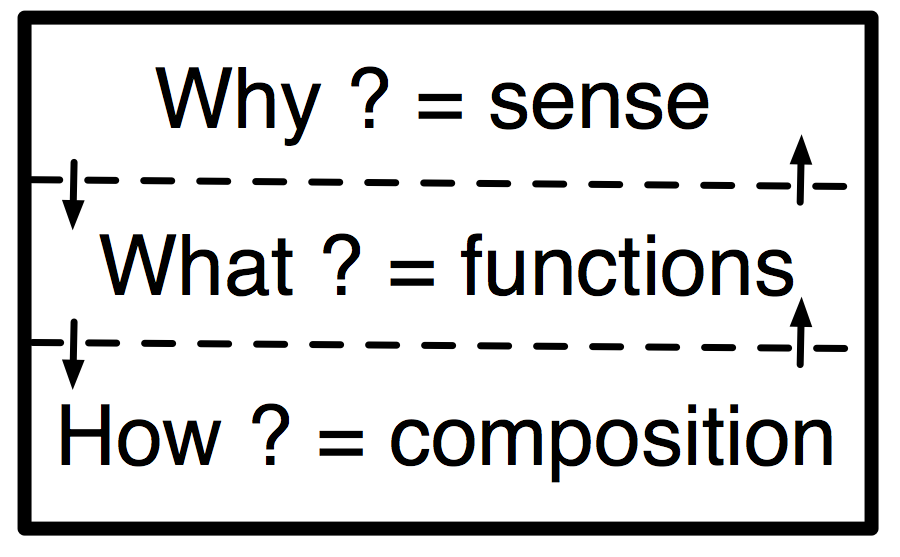 Why ? = sense
What ? = functions
How ? = composition